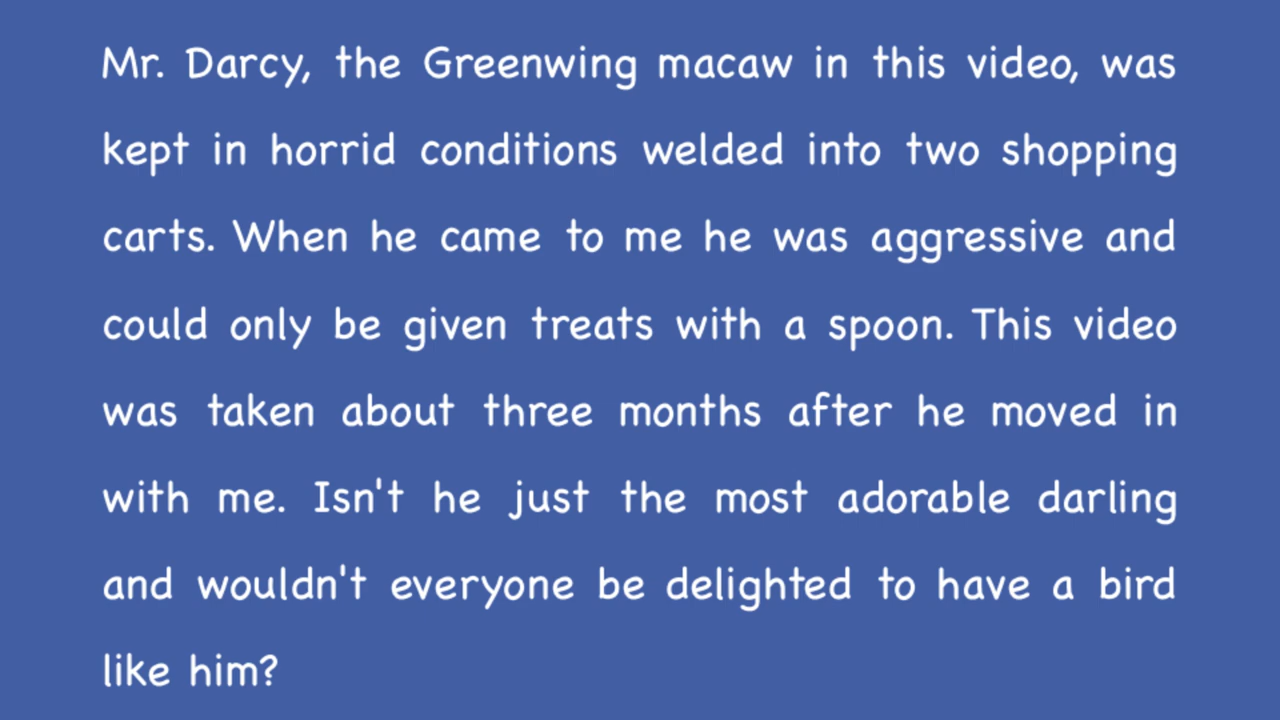 Mr. Darcy, the Greenwing macaw in this video, was
kept in horrid conditions welded into two shopping
carts. When he came to me he was aggressive and
could only be given treats with a spoon. This video
was taken about three months after he moved in
with me. Isn't he just the most adorable darling
and wouldn't everyone be delighted to have a bird
like him?